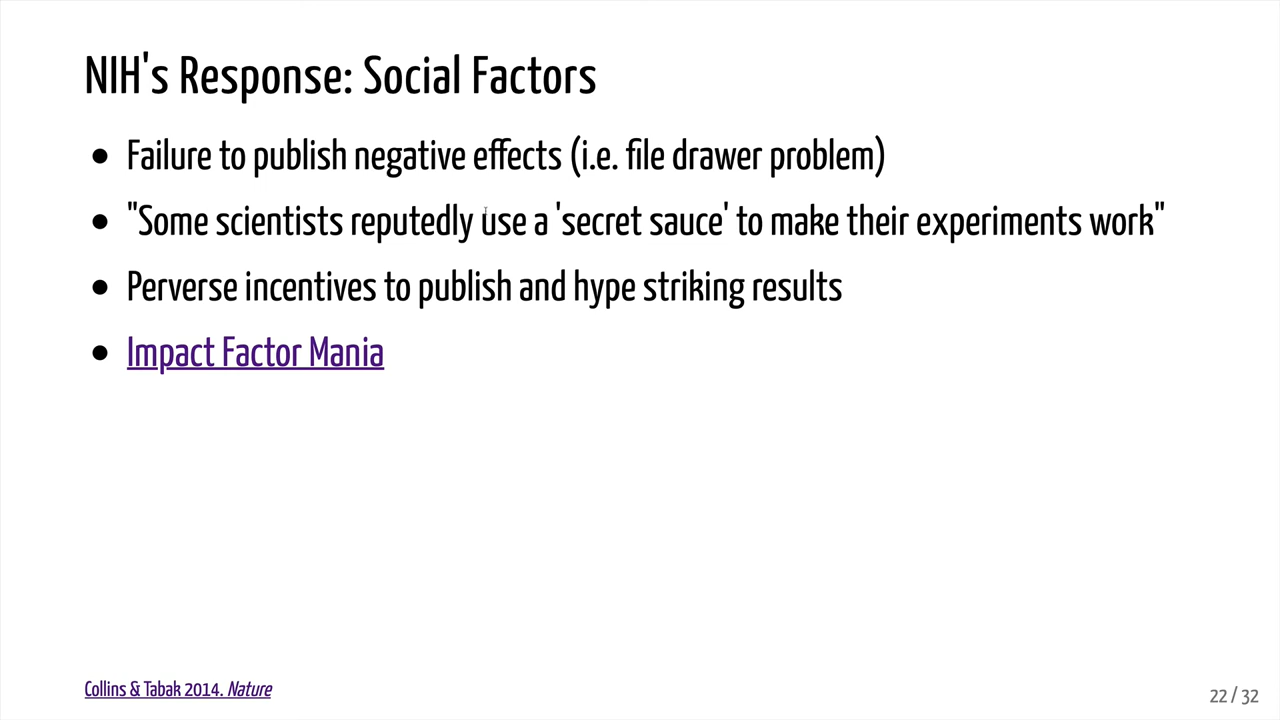 NIH's Response: Social Factors
• Failure to publish negative effects (i.e. file drawer problem)
• "Some scientists reputedly use a 'secret sauce' to make their experiments work"
• Perverse incentives to publish and hype striking results
• Impact Factor Mania
Collins & Tabak 2014. Nature
22 / 32